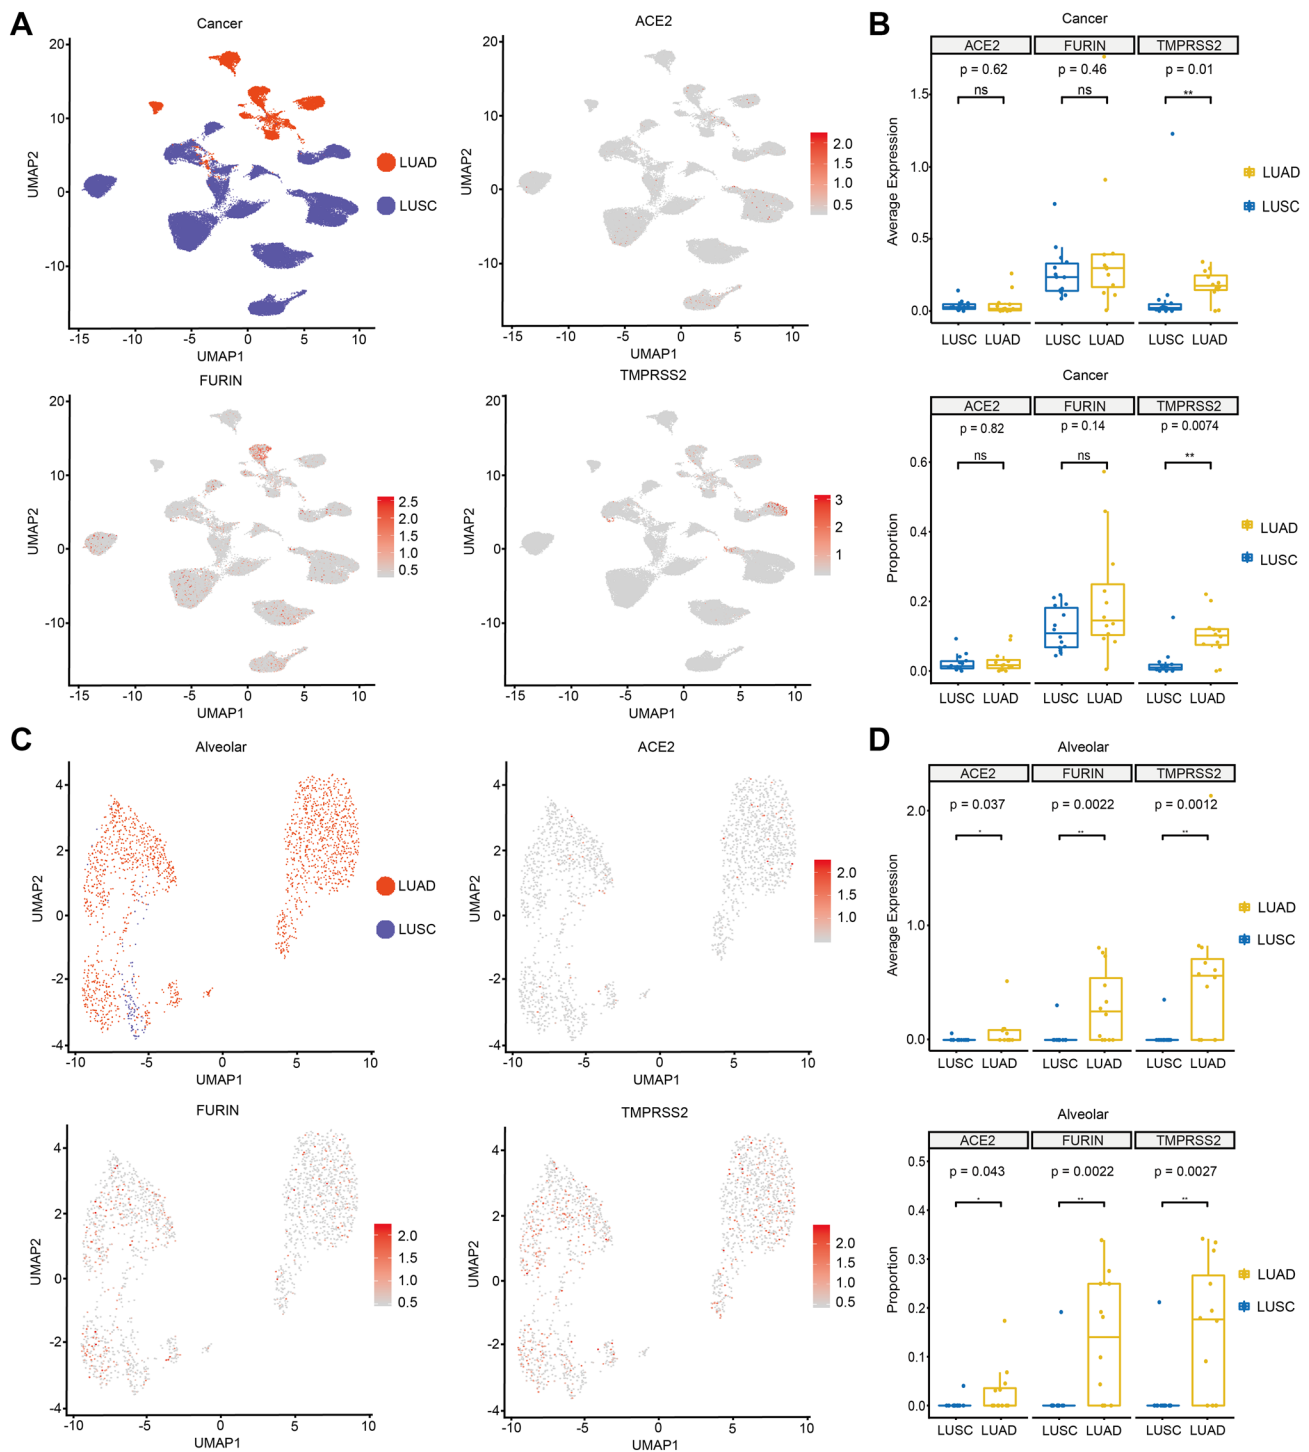 A
Cancer
20
10
0
-10
UMAP2
-15
-10
-5
0
5
10
15
UMAP1
LUAD
LUSC
ACE2
20
10
0
-10
UMAP2
-15
-10
-5
0
5
10
UMAP1
2.0
1.5
1.0
0.5
FURIN
20
10
0
-10
UMAP2
-15
-10
-5
0
5
10
15
UMAP1
2.5
2.0
1.5
1.0
0.5
TMPRSS2
20
10
0
-10
UMAP2
-15
-10
-5
0
5
10
UMAP1
3
2
1
B
Cancer
ACE2 FURIN TMPRSS2
p = 0.62 p = 0.46 p = 0.01
ns ns **
1.5
1.0
0.5
0.0
Average Expression
LUSC LUAD LUSC LUAD LUSC LUAD
LUAD
LUSC
Cancer
ACE2 FURIN TMPRSS2
p = 0.82 p = 0.14 p = 0.0074
ns ns **
0.6
0.4
0.2
0.0
Proportion
LUSC LUAD LUSC LUAD LUSC LUAD
LUAD
LUSC
C
Alveolar
4
2
0
-2
-4
UMAP2
-10
-5
0
5
10
UMAP1
LUAD
LUSC
ACE2
4
2
0
-2
-4
UMAP2
-10
-5
0
5
10
UMAP1
2.0
1.0
FURIN
4
2
0
-2
-4
UMAP2
-10
-5
0
5
10
UMAP1
2.0
1.5
1.0
0.5
TMPRSS2
4
2
0
-2
-4
UMAP2
-10
-5
0
5
10
UMAP1
2.0
1.5
1.0
0.5
D
Alveolar
ACE2 FURIN TMPRSS2
p = 0.037 p = 0.0022 p = 0.0012
* ** **
2.0
1.0
0.0
Average Expression
LUSC LUAD LUSC LUAD LUSC LUAD
LUAD
LUSC
Alveolar
ACE2 FURIN TMPRSS2
p = 0.043 p = 0.0022 p = 0.0027
* ** **
0.5
0.4
0.3
0.2
0.1
0.0
Proportion
LUSC LUAD LUSC LUAD LUSC LUAD
LUAD
LUSC